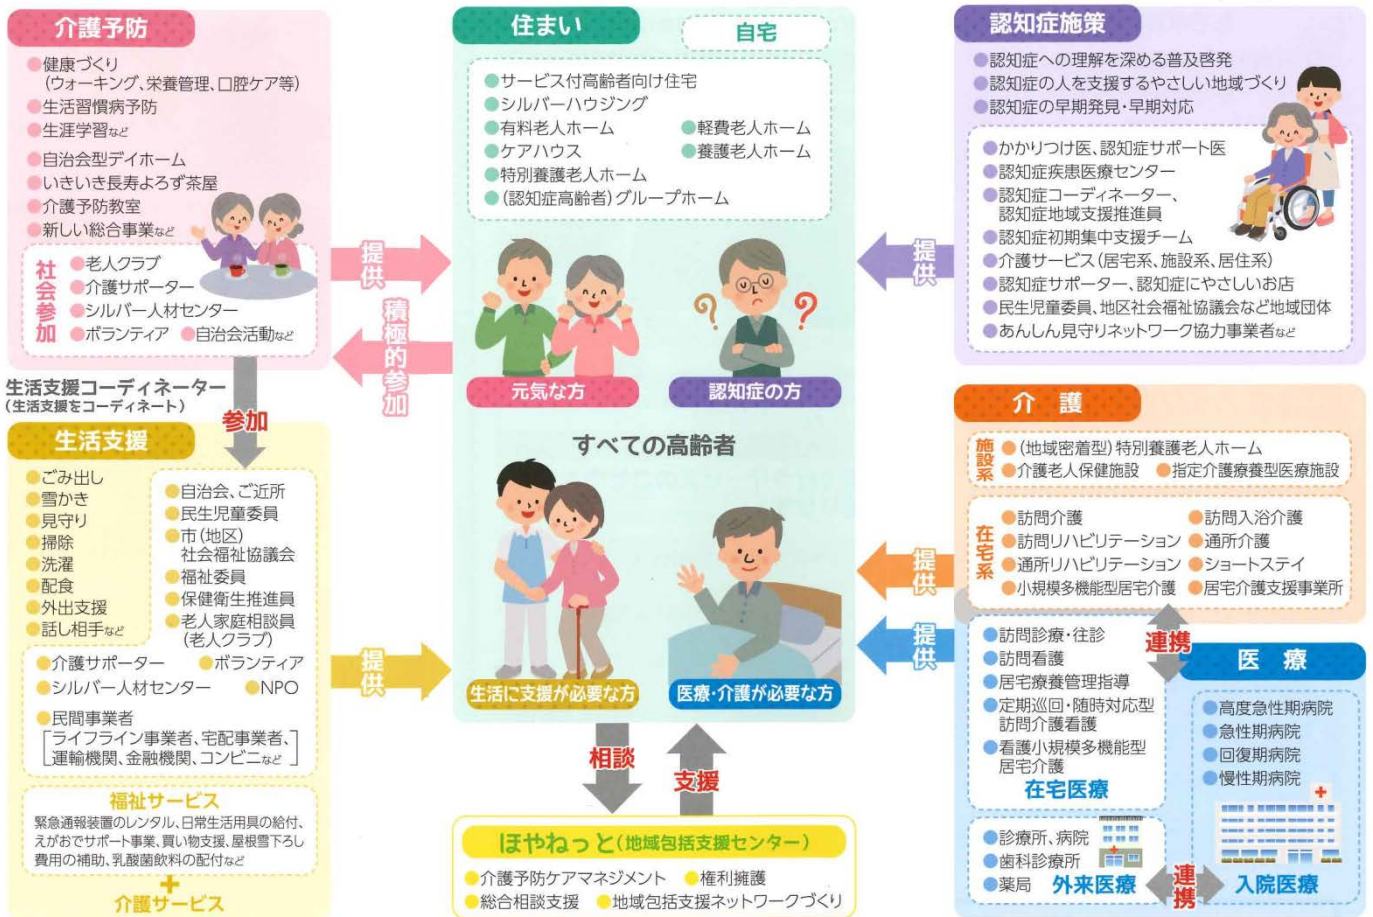 介護予防
健康づくり
(ウォーキング、栄養管理、口腔ケア等)
生活習慣病予防
生涯学習など
自治会型デイホーム
いきいき長寿よろず茶屋
介護予防教室
新しい総合事業など
社会参加
老人クラブ
介護サポーター
シルバー人材センター
ボランティア ●自治会活動など
提供
積極的参加
生活支援コーディネーター
(生活支援をコーディネート)
参加
生活支援
ごみ出し
雪かき
見守り
掃除
洗濯
配食
外出支援
話し相手など
自治会、ご近所
民生児童委員
市(地区)
社会福祉協議会
福祉委員
保健衛生推進員
老人家庭相談員
(老人クラブ)
介護サポーター ●ボランティア
シルバー人材センター ●NPO
民間事業者
[ライフライン事業者、宅配事業者、
運輸機関、金融機関、コンビニなど]
福祉サービス
緊急通報装置のレンタル、日常生活用具の給付、
えがおでサポート事業、買い物支援、屋根雪下ろし
費用の補助、乳酸菌飲料の配付など
+
介護サービス
提供
住まい
自宅
サービス付高齢者向け住宅
シルバーハウジング
有料老人ホーム ●軽費老人ホーム
ケアハウス ●養護老人ホーム
特別養護老人ホーム
(認知症高齢者)グループホーム
? ?
元気な方
認知症の方
すべての高齢者
生活に支援が必要な方
医療・介護が必要な方
相談
支援
ほやねっと(地域包括支援センター)
介護予防ケアマネジメント ●権利擁護
総合相談支援 ●地域包括支援ネットワークづくり
認知症施策
認知症への理解を深める普及啓発
認知症の人を支援するやさしい地域づくり
認知症の早期発見・早期対応
かかりつけ医、認知症サポート医
認知症疾患医療センター
認知症コーディネーター、
認知症地域支援推進員
認知症初期集中支援チーム
介護サービス(居宅系、施設系、居住系)
認知症サポーター、認知症にやさしいお店
民生児童委員、地区社会福祉協議会など地域団体
あんしん見守りネットワーク協力事業者など
提供
介護
施設系
(地域密着型)特別養護老人ホーム
介護老人保健施設 ●指定介護療養型医療施設
在宅系
訪問介護 ●訪問入浴介護
訪問リハビリテーション ●通所介護
通所リハビリテーション ●ショートステイ
小規模多機能型居宅介護 ●居宅介護支援事業所
提供
提供
連携
訪問診療・往診
訪問看護
居宅療養管理指導
定期巡回・随時対応型
訪問介護看護
看護小規模多機能型
居宅介護
在宅医療
医療
高度急性期病院
急性期病院
回復期病院
慢性期病院
診療所、病院
歯科診療所
薬局
外来医療
連携
入院医療